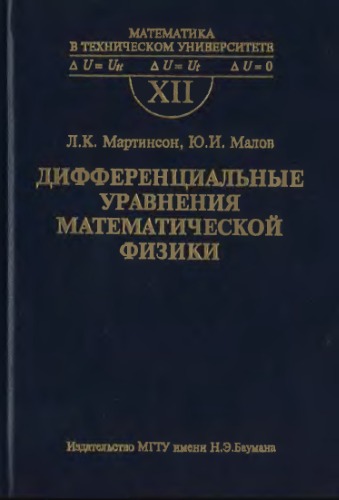 МАТЕМАТИКА
В ТЕХНИЧЕСКОМ УНИВЕРСИТЕТЕ
Δ U = Utt Δ U = Ut Δ U = 0
XII
Л.К. Мартинсон, Ю.И. Малов
ДИФФЕРЕНЦИАЛЬНЫЕ
УРАВНЕНИЯ
МАТЕМАТИЧЕСКОЙ
ФИЗИКИ
Издательство МГТУ имени Н.Э.Баумана